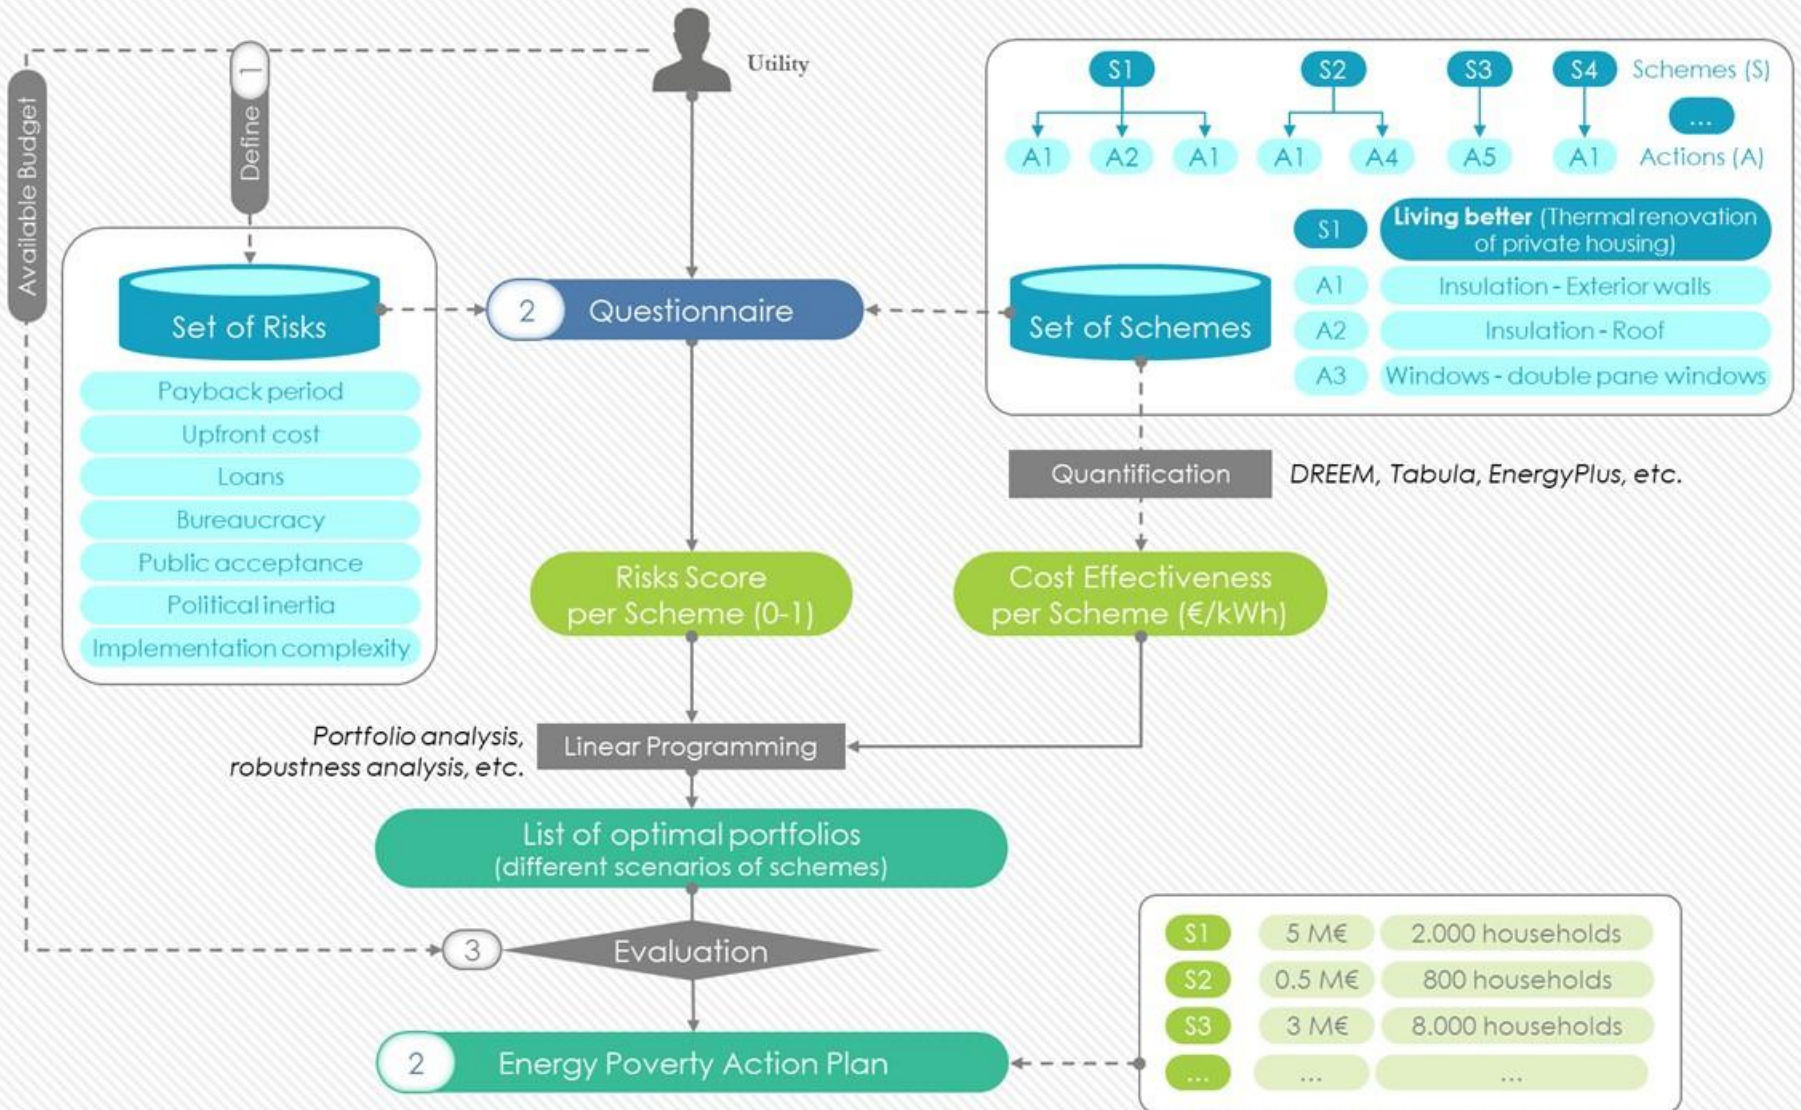 Utility
Available Budget
1
Define
Set of Risks
Payback period
Upfront cost
Loans
Bureaucracy
Public acceptance
Political inertia
Implementation complexity
2
Questionnaire
S1
S2
S3
S4
Schemes (S)
...
A1
A2
A1
A1
A4
A5
A1
Actions (A)
Set of Schemes
S1
Living better (Thermal renovation
of private housing)
A1
Insulation - Exterior walls
A2
Insulation - Roof
A3
Windows - double pane windows
Quantification
DREEM, Tabula, EnergyPlus, etc.
Risks Score
per Scheme (0-1)
Cost Effectiveness
per Scheme (€/kWh)
Portfolio analysis,
robustness analysis, etc.
Linear Programming
List of optimal portfolios
(different scenarios of schemes)
3
Evaluation
2
Energy Poverty Action Plan
S1
5 M€
2.000 households
S2
0.5 M€
800 households
S3
3 M€
8.000 households
...
...
...